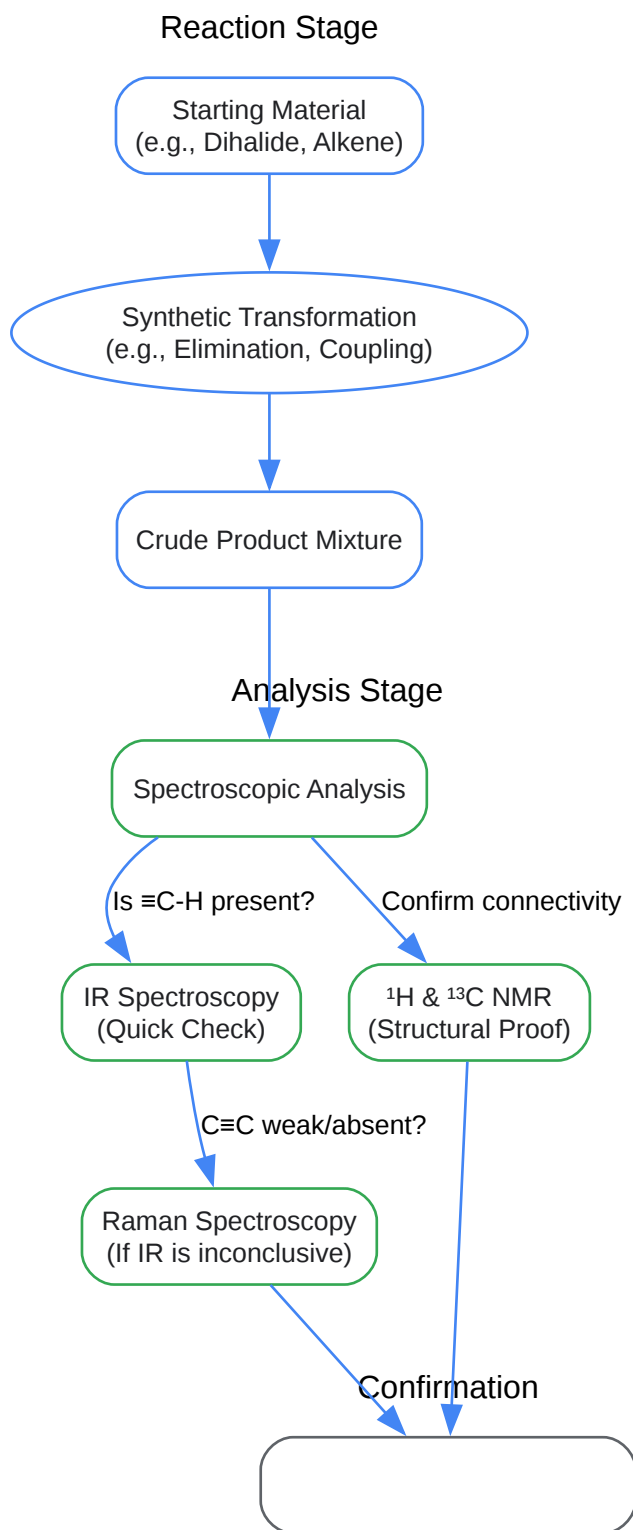 Reaction Stage
Starting Material
(e.g., Dihalide, Alkene)
Synthetic Transformation
(e.g., Elimination, Coupling)
Crude Product Mixture
Analysis Stage
Spectroscopic Analysis
Is ≡C-H present?
Confirm connectivity
IR Spectroscopy
(Quick Check)
¹H & ¹³C NMR
(Structural Proof)
C≡C weak/absent?
Raman Spectroscopy
(If IR is inconclusive)
Confirmation